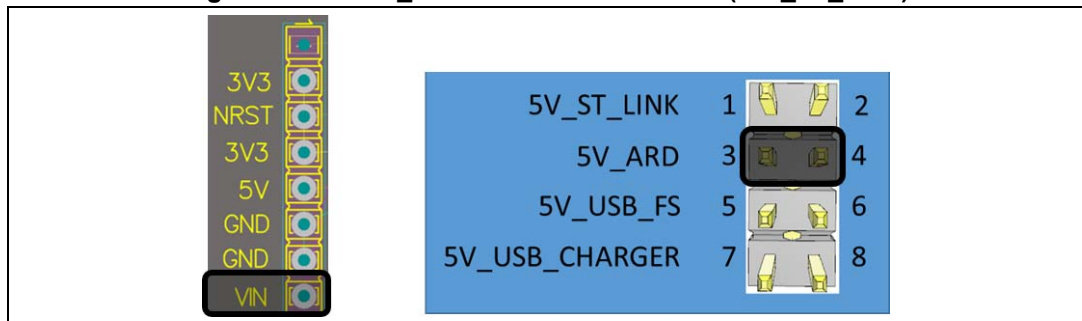 3V3
NRST
3V3
5V
GND
GND
VIN
5V_ST_LINK 1 2
5V_ARD 3 4
5V_USB_FS 5 6
5V_USB_CHARGER 7 8